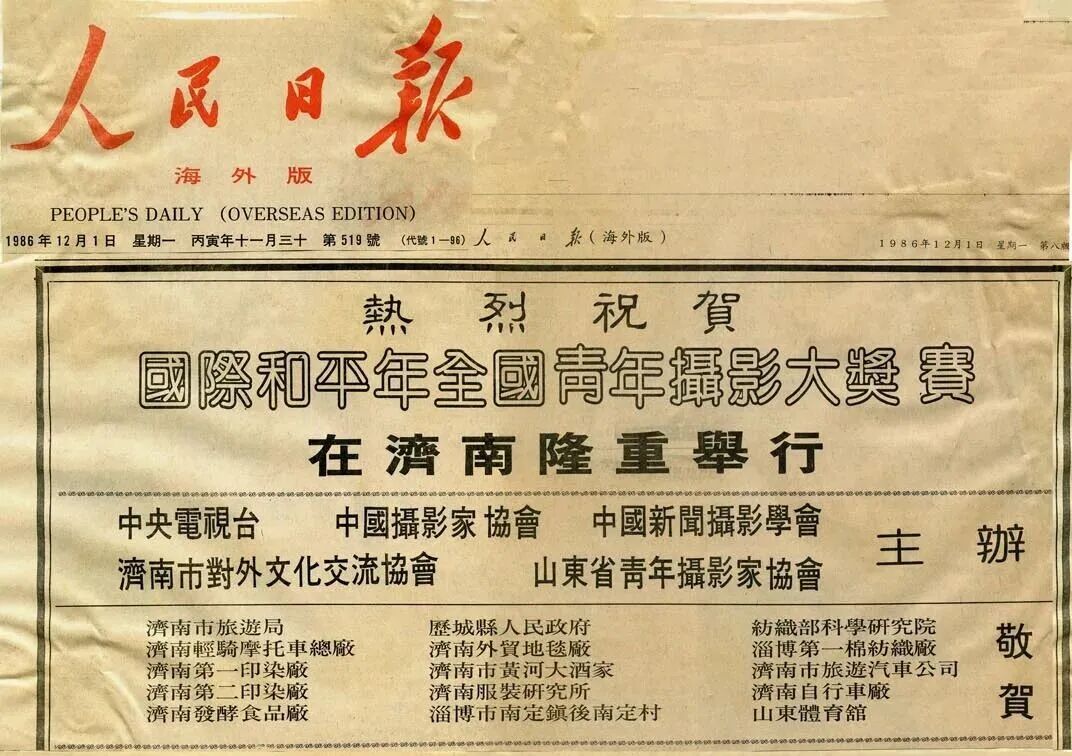 人民日報
海外版
PEOPLE'S DAILY (OVERSEAS EDITION)
1986年12月1日 星期一 丙寅年十一月三十 第519號 (代號1—96) 人民日報(海外版) 1986年12月1日 星期一 第八版
熱烈祝賀
國際和平年全國青年攝影大獎賽
在濟南隆重舉行
中央電視台 中國攝影家協會 中國新聞攝影學會
濟南市對外文化交流協會 山東省青年攝影家協會
主辦
濟南市旅遊局 歷城縣人民政府 紡織部科學研究院
濟南輕騎摩托車總廠 濟南外貿地毯廠 淄博第一棉紡織廠
濟南第一印染廠 濟南市黃河大酒家 濟南市旅遊汽車公司
濟南第二印染廠 濟南服裝研究所 濟南自行車廠
濟南發酵食品廠 淄博市南定鎮後南定村 山東體育舘
敬賀